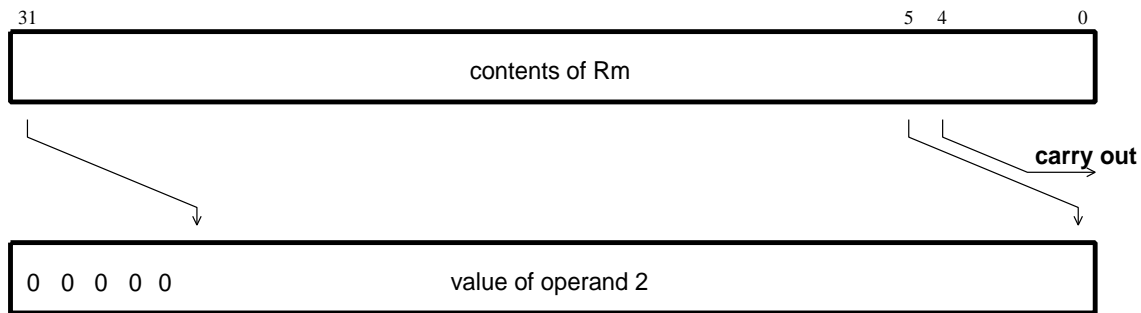 31 5 4 0
contents of Rm
carry out
0 0 0 0 0 value of operand 2